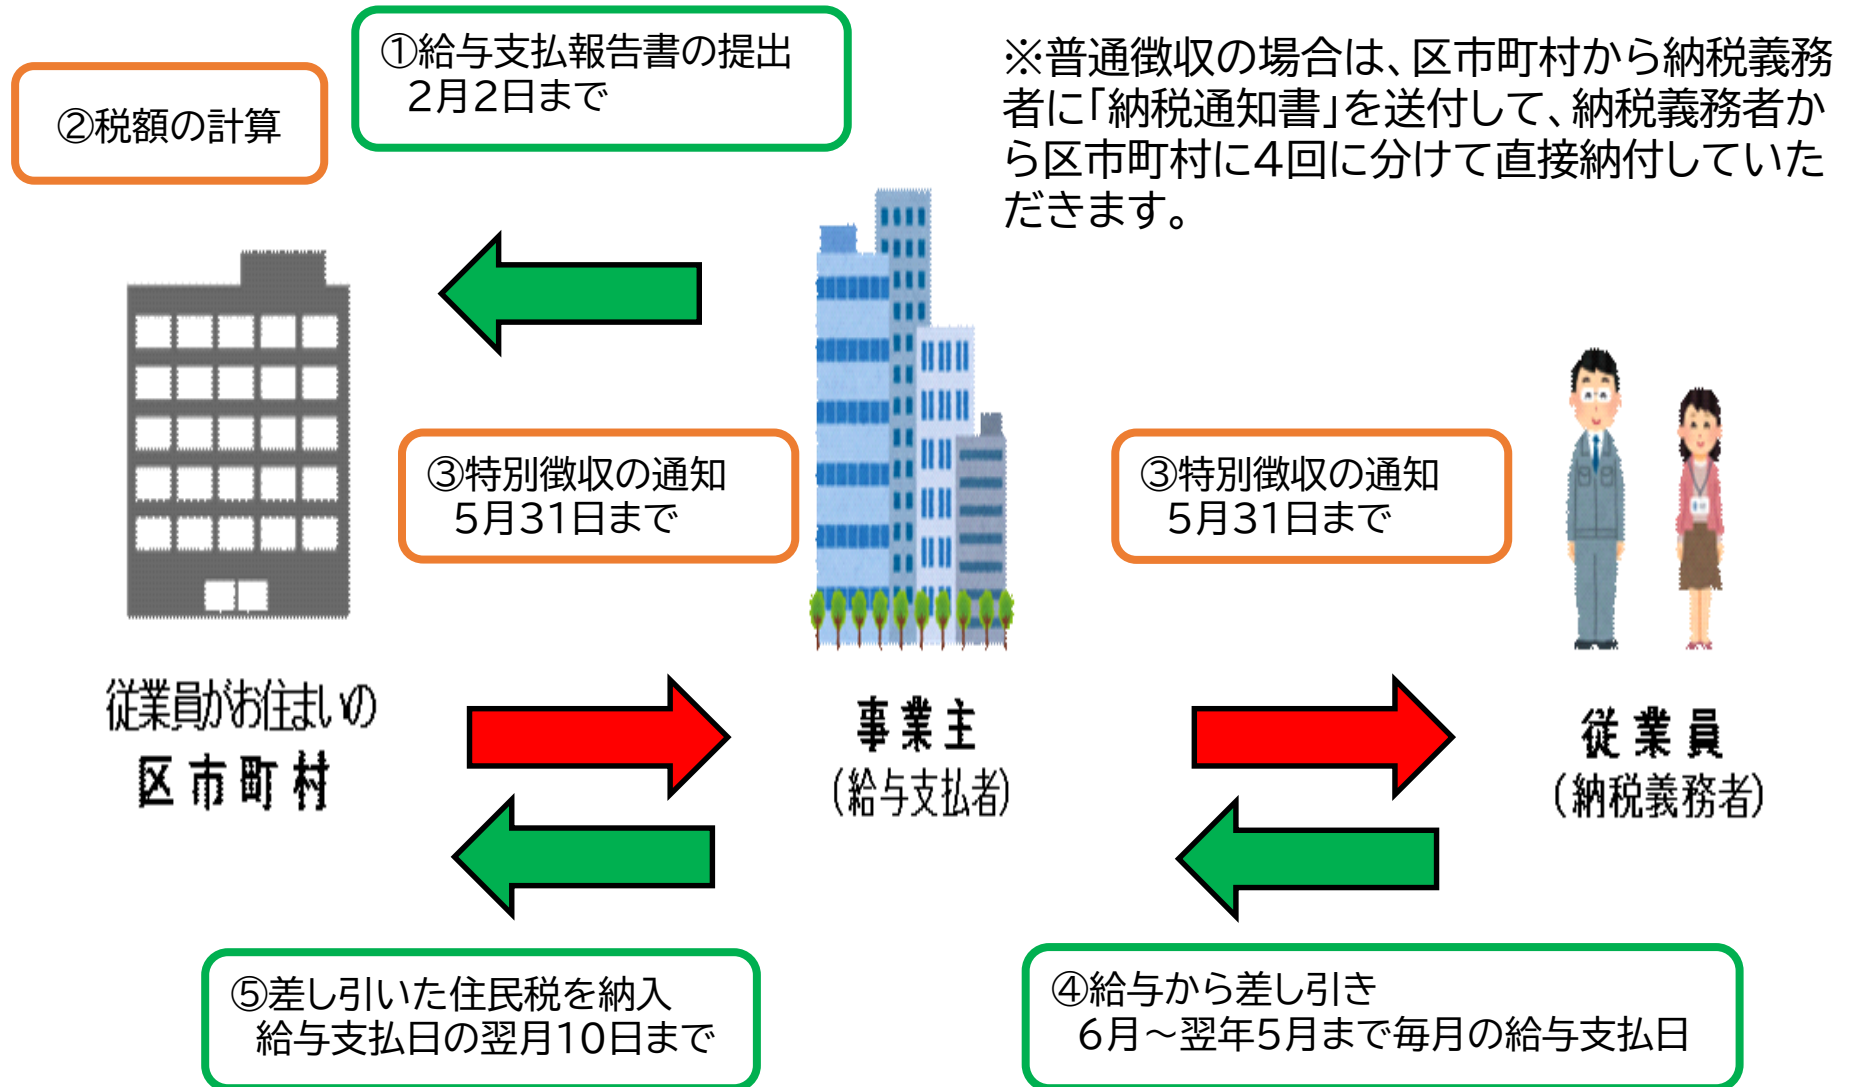 ①給与支払報告書の提出
2月2日まで
②税額の計算
※普通徴収の場合は、区市町村から納税義務
者に「納税通知書」を送付して、納税義務者か
ら区市町村に4回に分けて直接納付していた
だきます。
③特別徴収の通知
5月31日まで
③特別徴収の通知
5月31日まで
従業員がお住まいの
区市町村
事業主
(給与支払者)
従業員
(納税義務者)
⑤差し引いた住民税を納入
給与支払日の翌月10日まで
④給与から差し引き
6月～翌年5月まで毎月の給与支払日